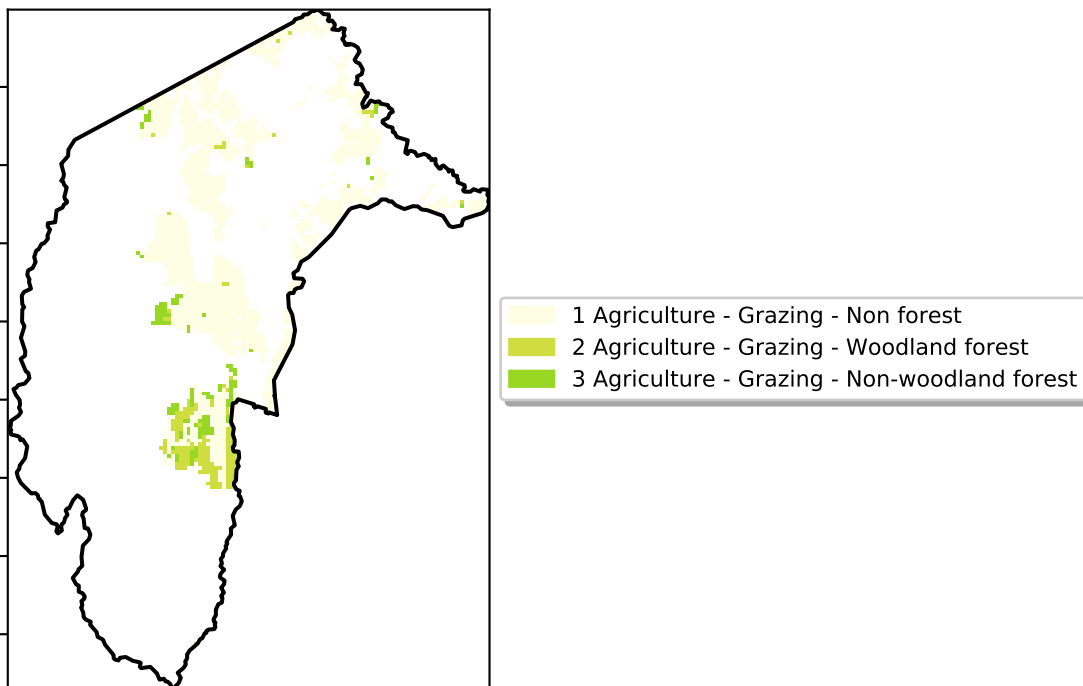 1 Agriculture - Grazing - Non forest
2 Agriculture - Grazing - Woodland forest
3 Agriculture - Grazing - Non-woodland forest